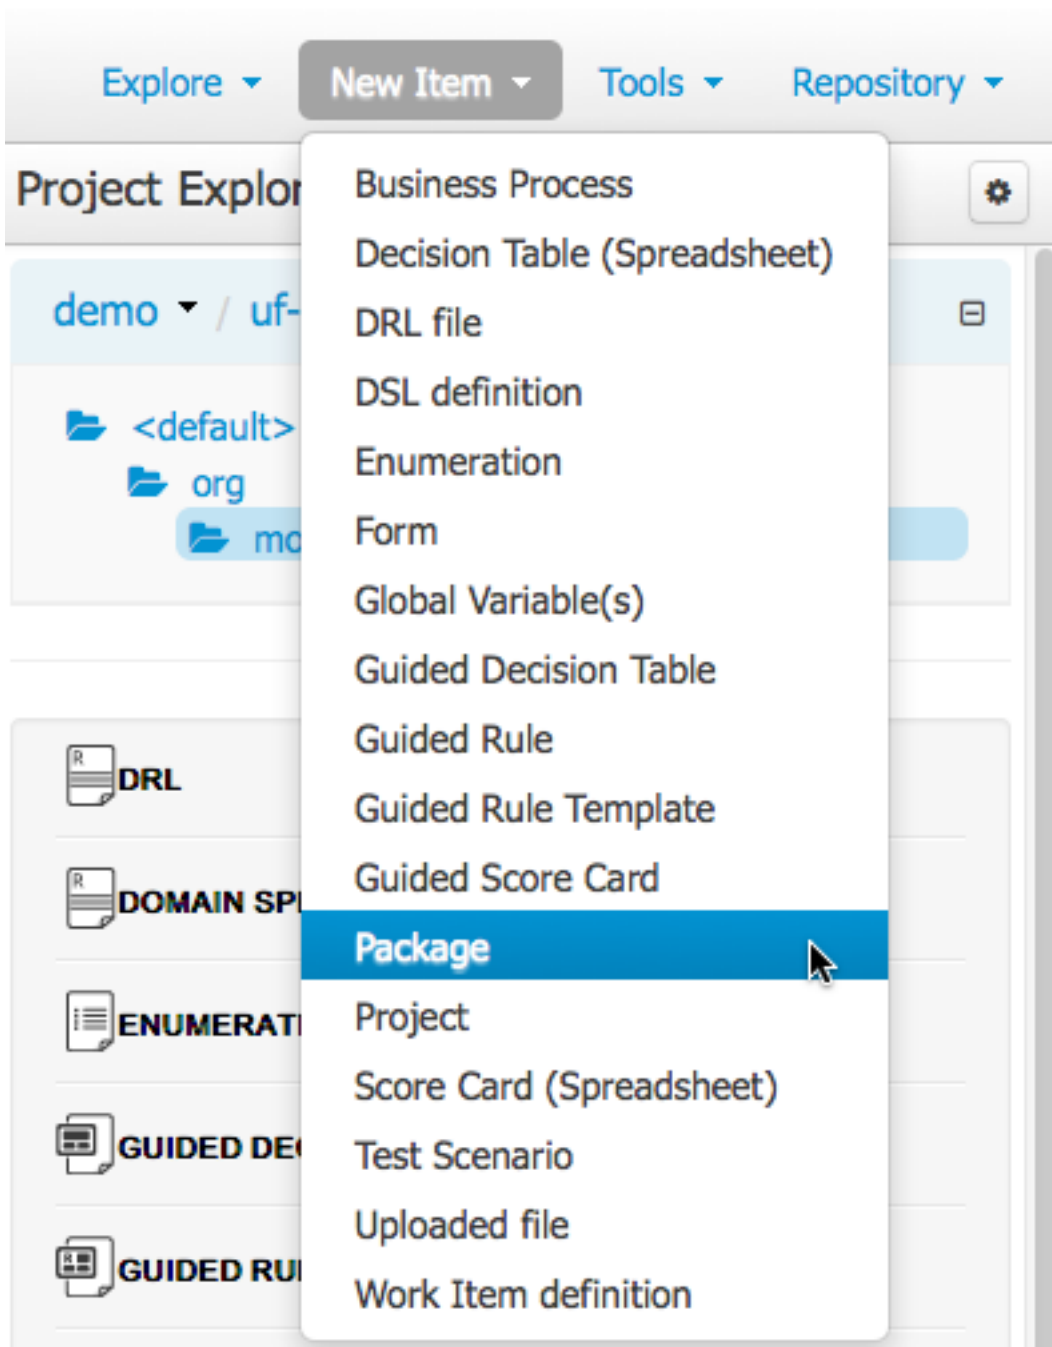 Explore New Item Tools Repository
Project Explor
demo / uf-
<default>
org
mo
DRL
DOMAIN SPE
ENUMERATI
GUIDED DE
GUIDED RU
Business Process
Decision Table (Spreadsheet)
DRL file
DSL definition
Enumeration
Form
Global Variable(s)
Guided Decision Table
Guided Rule
Guided Rule Template
Guided Score Card
Package
Project
Score Card (Spreadsheet)
Test Scenario
Uploaded file
Work Item definition